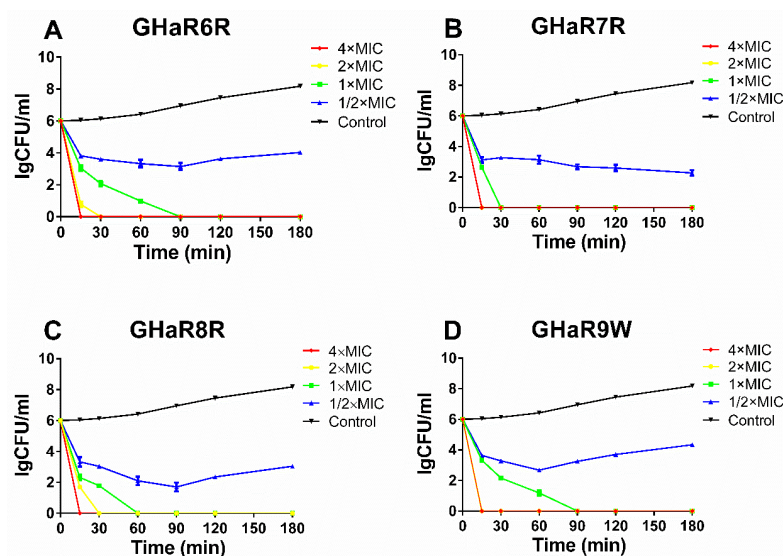 A
GHaR6R
4×MIC
2×MIC
1×MIC
1/2×MIC
Control
lgCFU/ml
10
8
6
4
2
0
0 30 60 90 120 150 180
Time (min)
B
GHaR7R
4×MIC
2×MIC
1×MIC
1/2×MIC
Control
lgCFU/ml
10
8
6
4
2
0
0 30 60 90 120 150 180
Time (min)
C
GHaR8R
4×MIC
2×MIC
1×MIC
1/2×MIC
Control
lgCFU/ml
10
8
6
4
2
0
0 30 60 90 120 150 180
Time (min)
D
GHaR9W
4×MIC
2×MIC
1×MIC
1/2×MIC
Control
lgCFU/ml
10
8
6
4
2
0
0 30 60 90 120 150 180
Time (min)